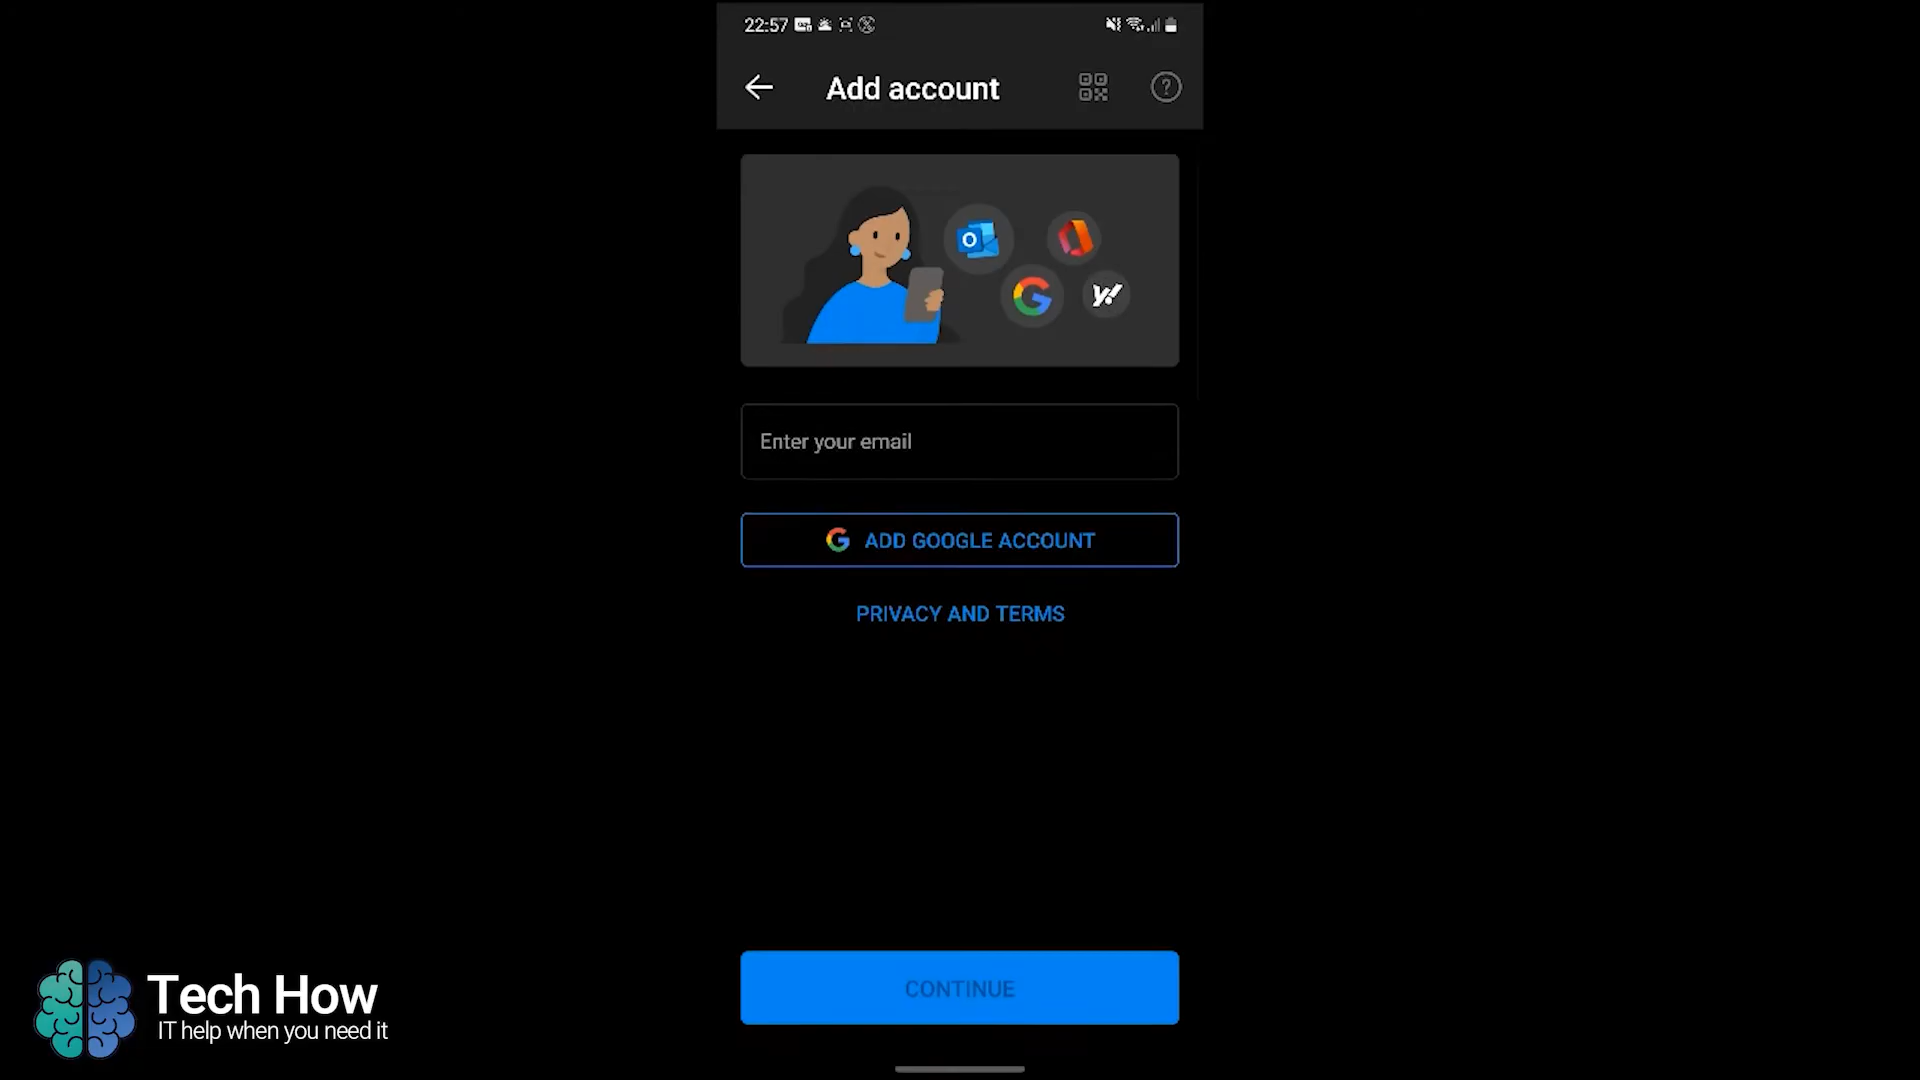 22:57
Add account
Enter your email
ADD GOOGLE ACCOUNT
PRIVACY AND TERMS
CONTINUE
Tech How
IT help when you need it